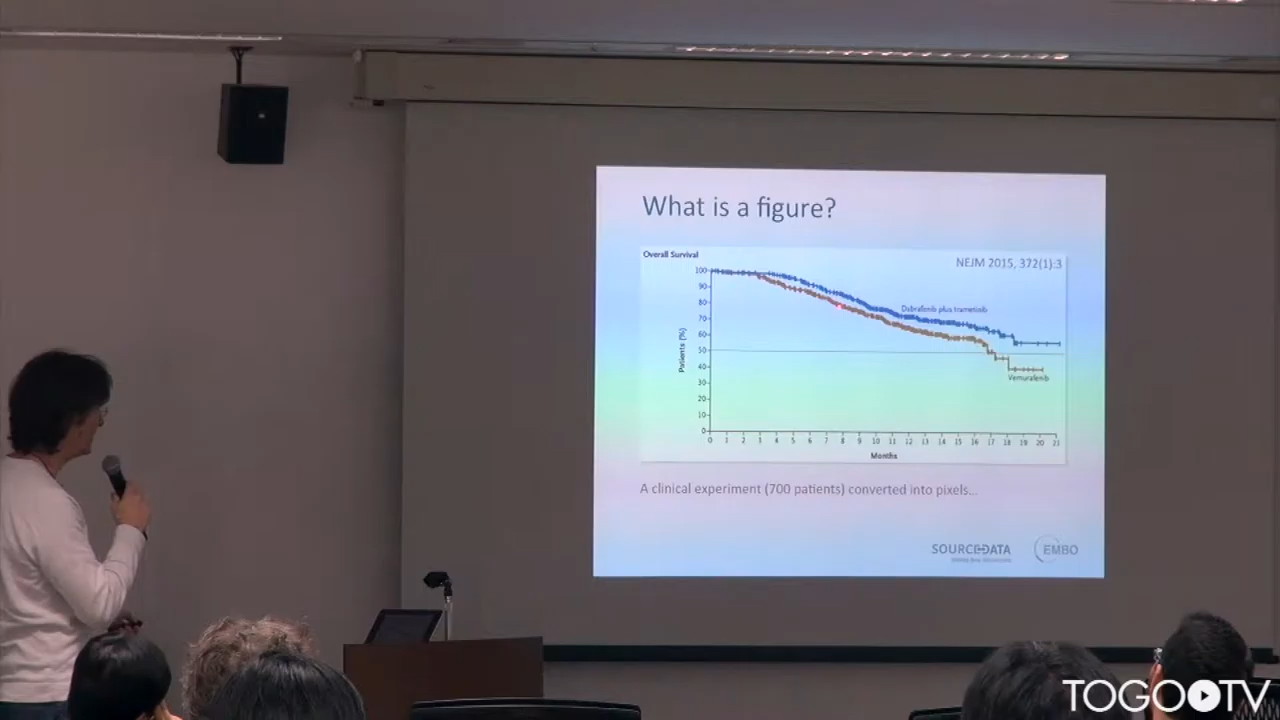 What is a figure?
Overall Survival
NEJM 2015, 372(1):3
100
90
80
70
60
50
40
30
20
10
0
Patients (%)
Dabrafenib plus trametinib
Vemurafenib
0 1 2 3 4 5 6 7 8 9 10 11 12 13 14 15 16 17 18 19 20 21
Months
A clinical experiment (700 patients) converted into pixels...
SOURCEDATA
EMBO
TOGO TV